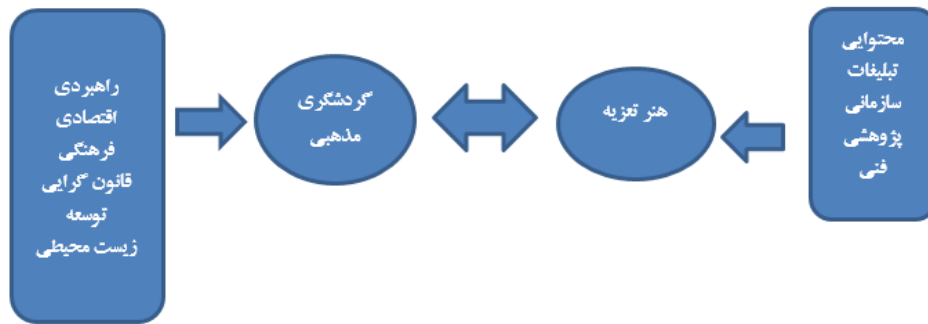 محتوایی
تبلیغات
سازمانی
پژوهشی
فنی
هنر تعزیه
گردشگری
مذهبی
راهبردی
اقتصادی
فرهنگی
قانون گرایی
توسعه
زیست محیطی